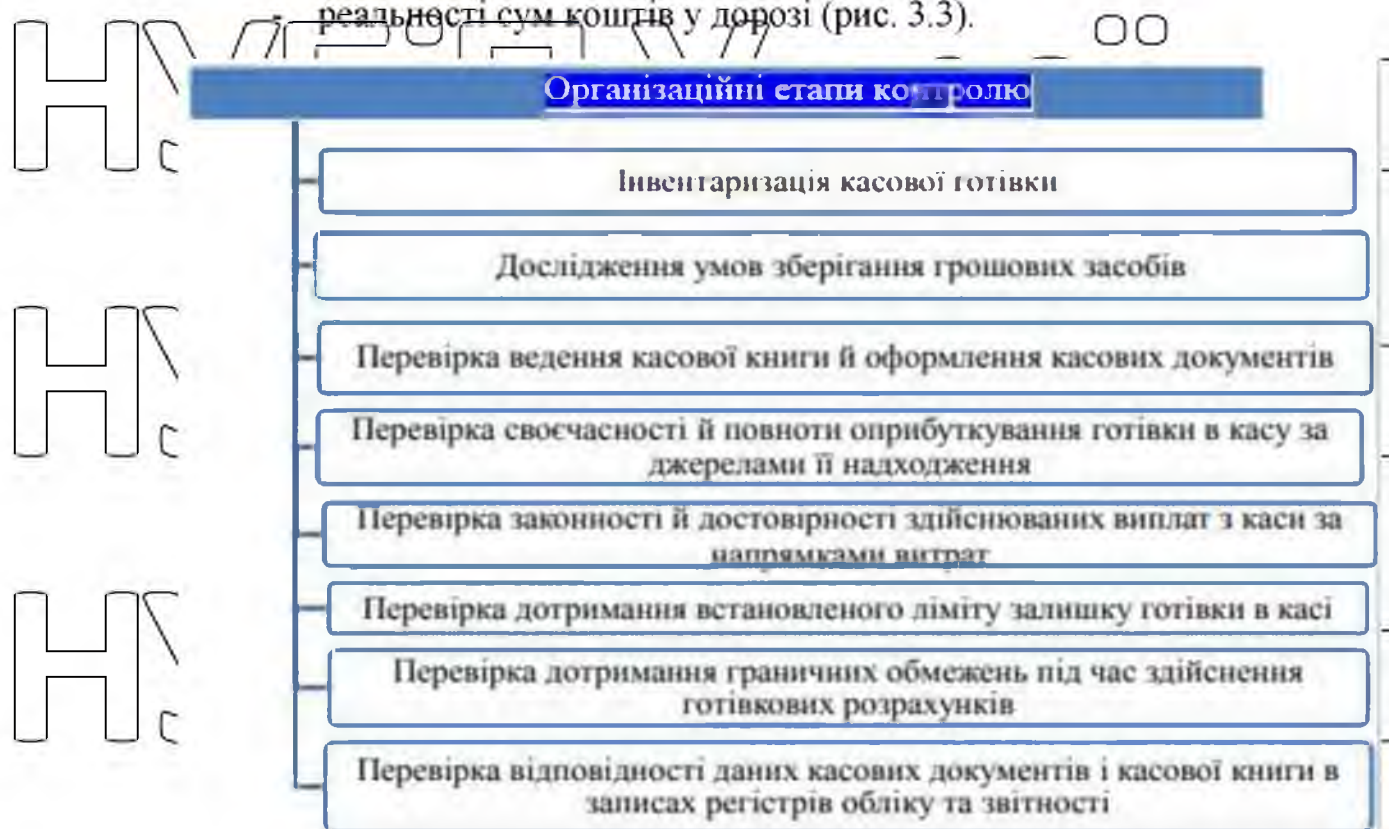 реальності сум коштів у дорозі (рис. 3.3).
Організаційні етапи контролю
Інвентаризація касової готівки
Дослідження умов зберігання грошових засобів
Перевірка ведення касової книги й оформлення касових документів
Перевірка своєчасності й повноти оприбуткування готівки в касу за
джерелами її надходження
Перевірка законності й достовірності здійснюваних виплат з каси за
напрямками витрат
Перевірка дотримання встановленого ліміту залишку готівки в касі
Перевірка дотримання граничних обмежень під час здійснення
готівкових розрахунків
Перевірка відповідності даних касових документів і касової книги в
записах регістрів обліку та звітності